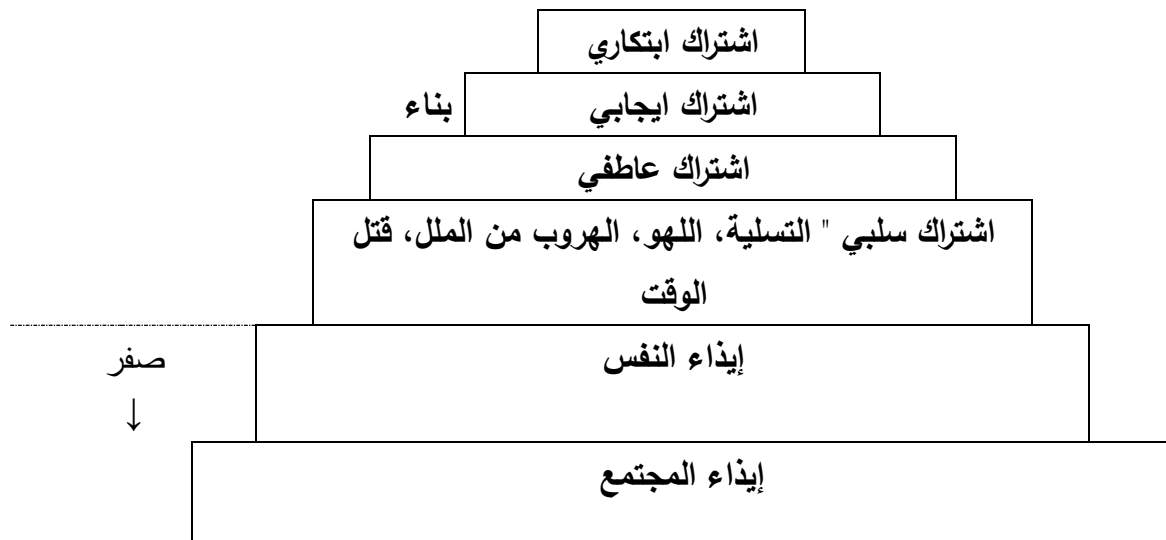 اشتراك ابتكاري
اشتراك ايجابي
بناء
اشتراك عاطفي
اشتراك سلبي " التسلية، اللهو، الهروب من الملل، قتل
الوقت
إيذاء النفس
صفر
↓
إيذاء المجتمع